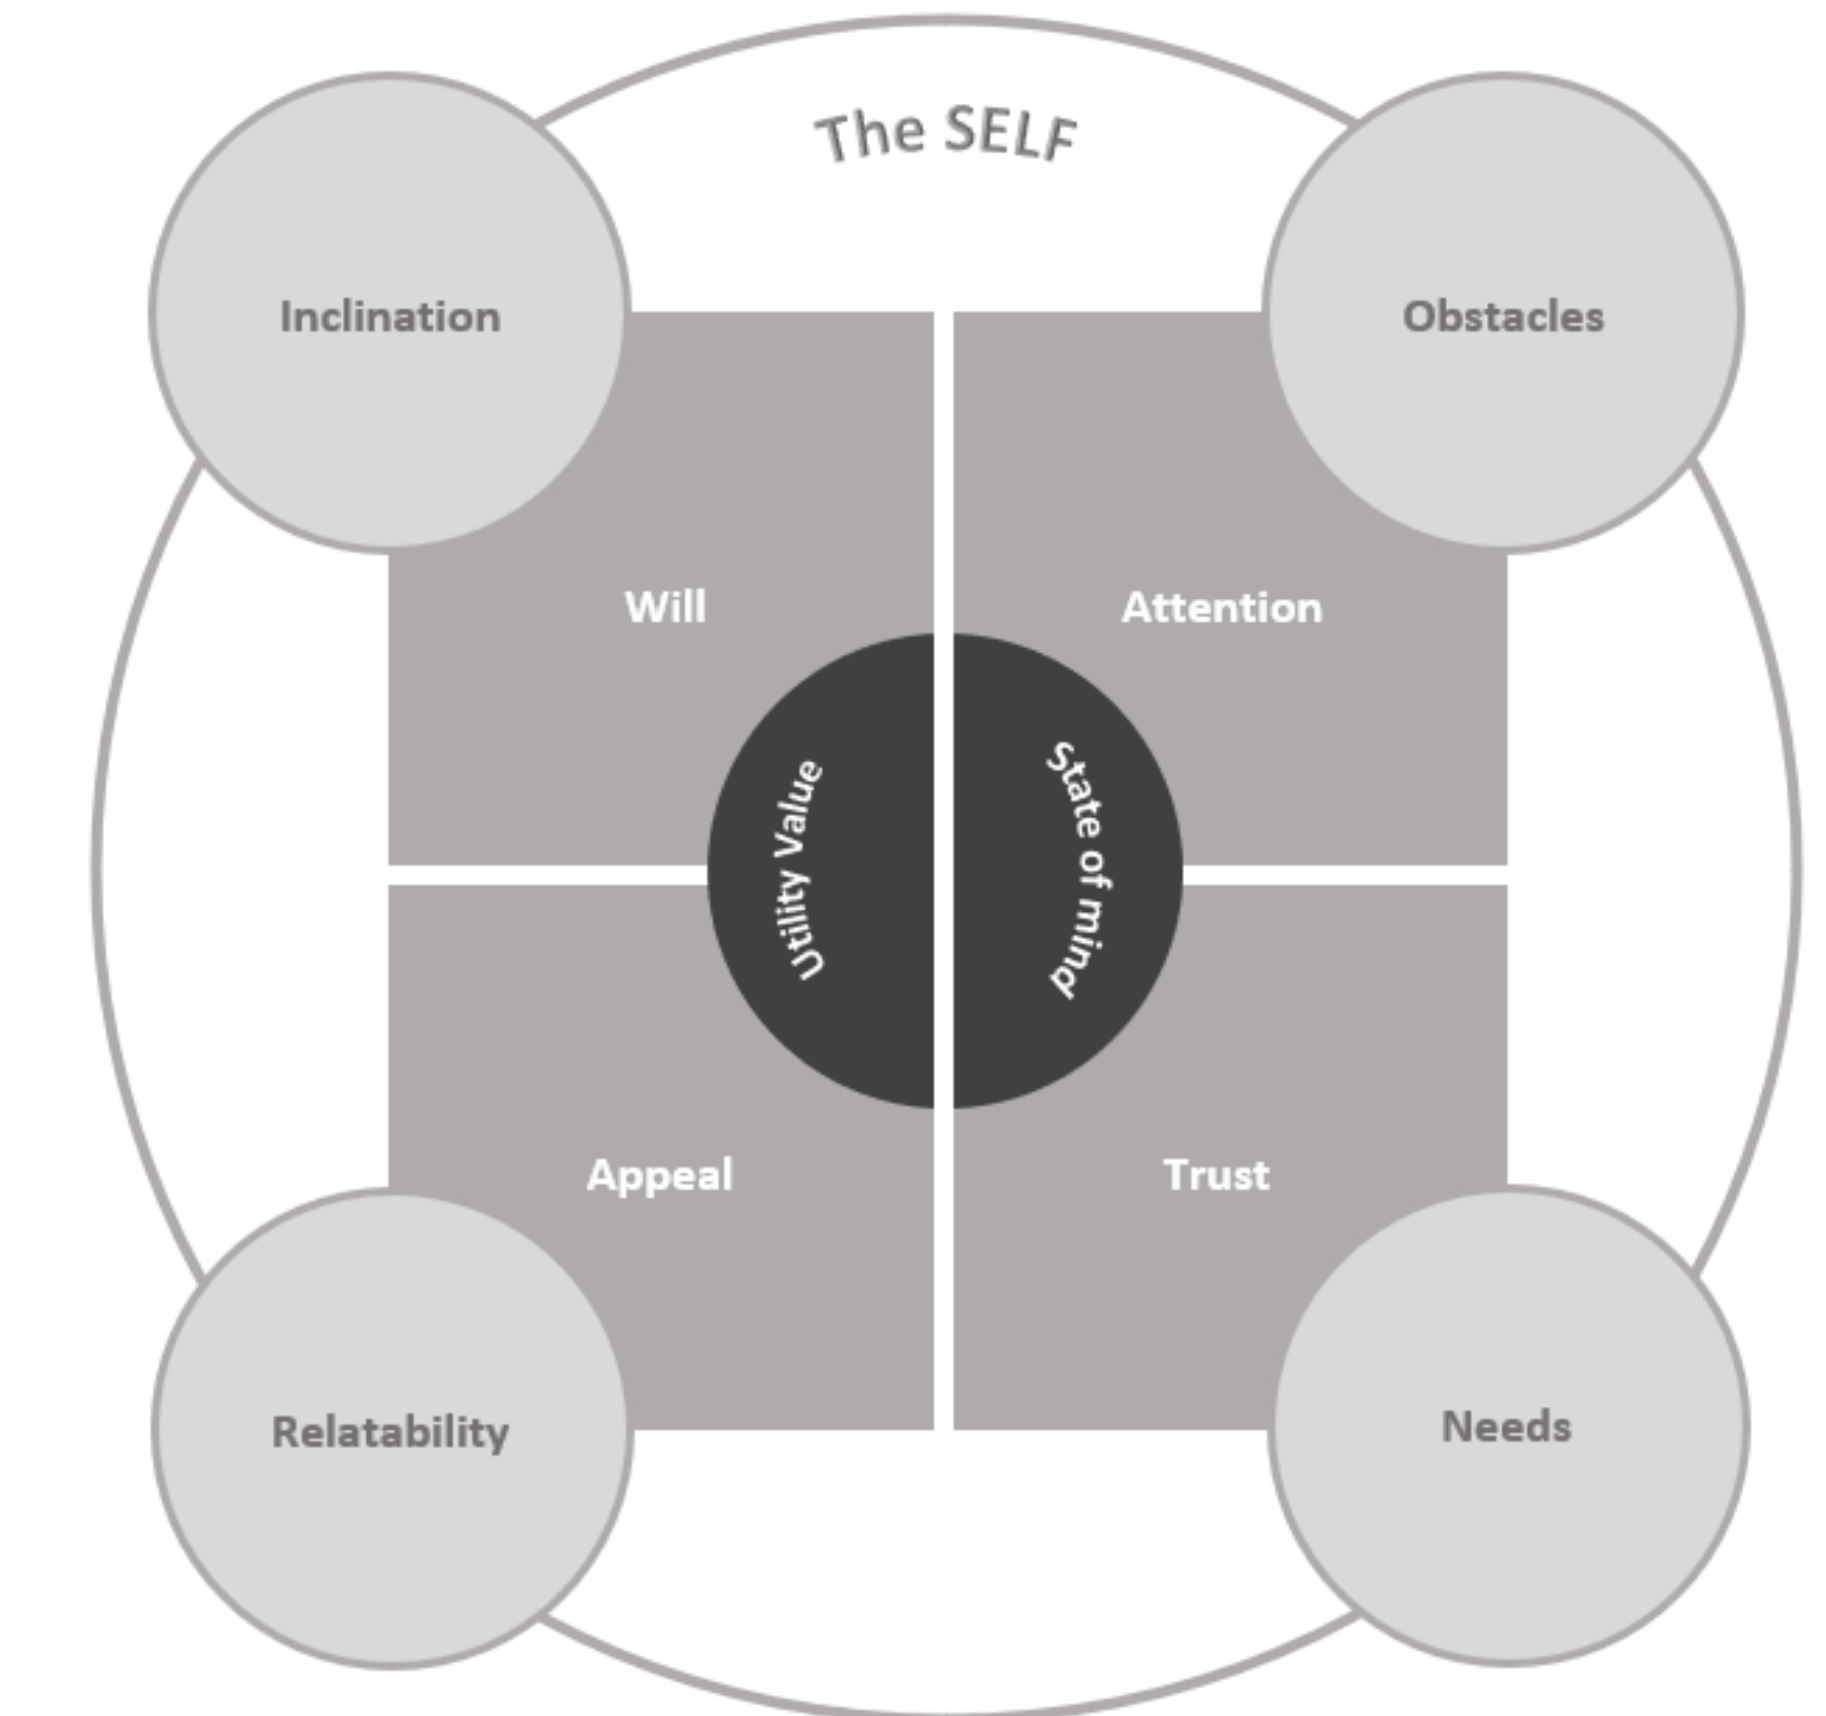 The SELF
Inclination
Obstacles
Will
Attention
Utility Value
State of mind
Appeal
Trust
Relatability
Needs